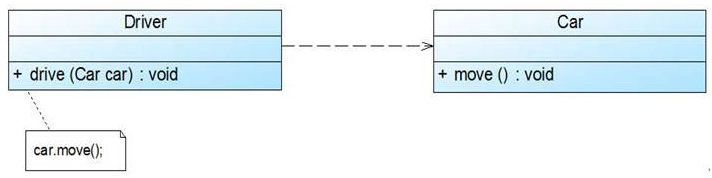 Driver
+ drive (Car car) : void
car.move();
Car
+ move () : void